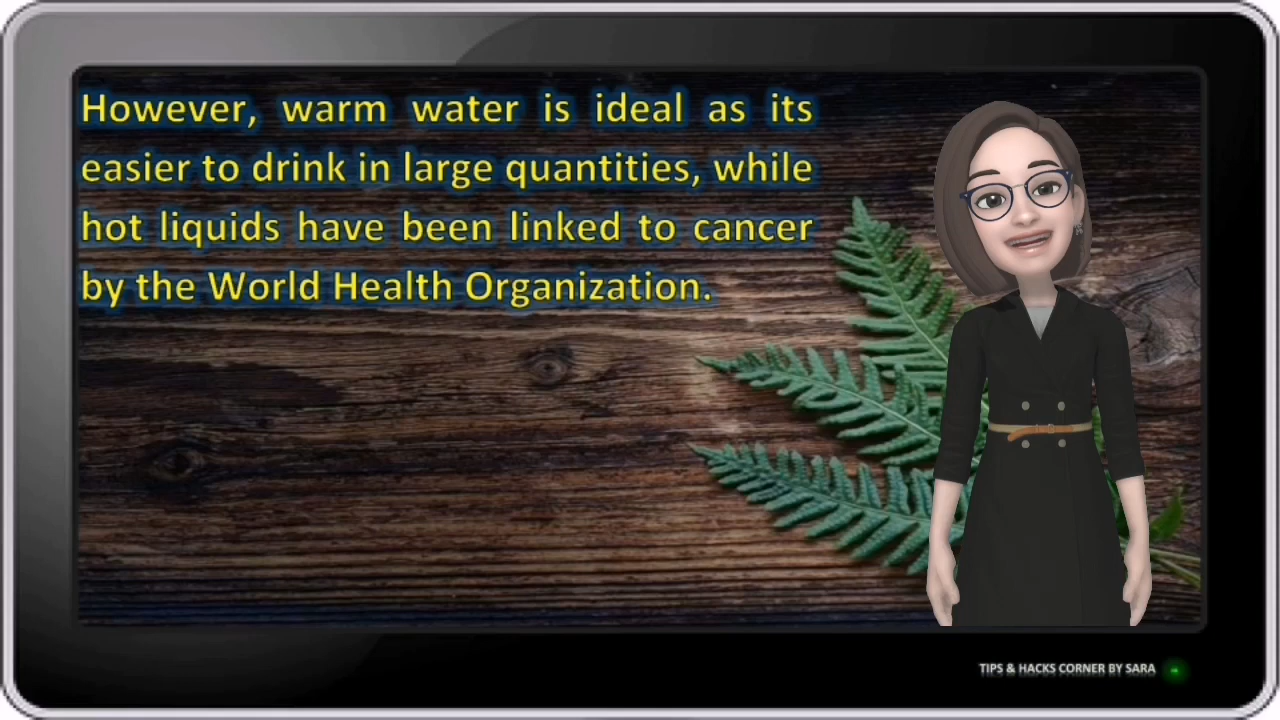 However, warm water is ideal as its
easier to drink in large quantities, while
hot liquids have been linked to cancer
by the World Health Organization.
TIPS & HACKS CORNER BY SARA